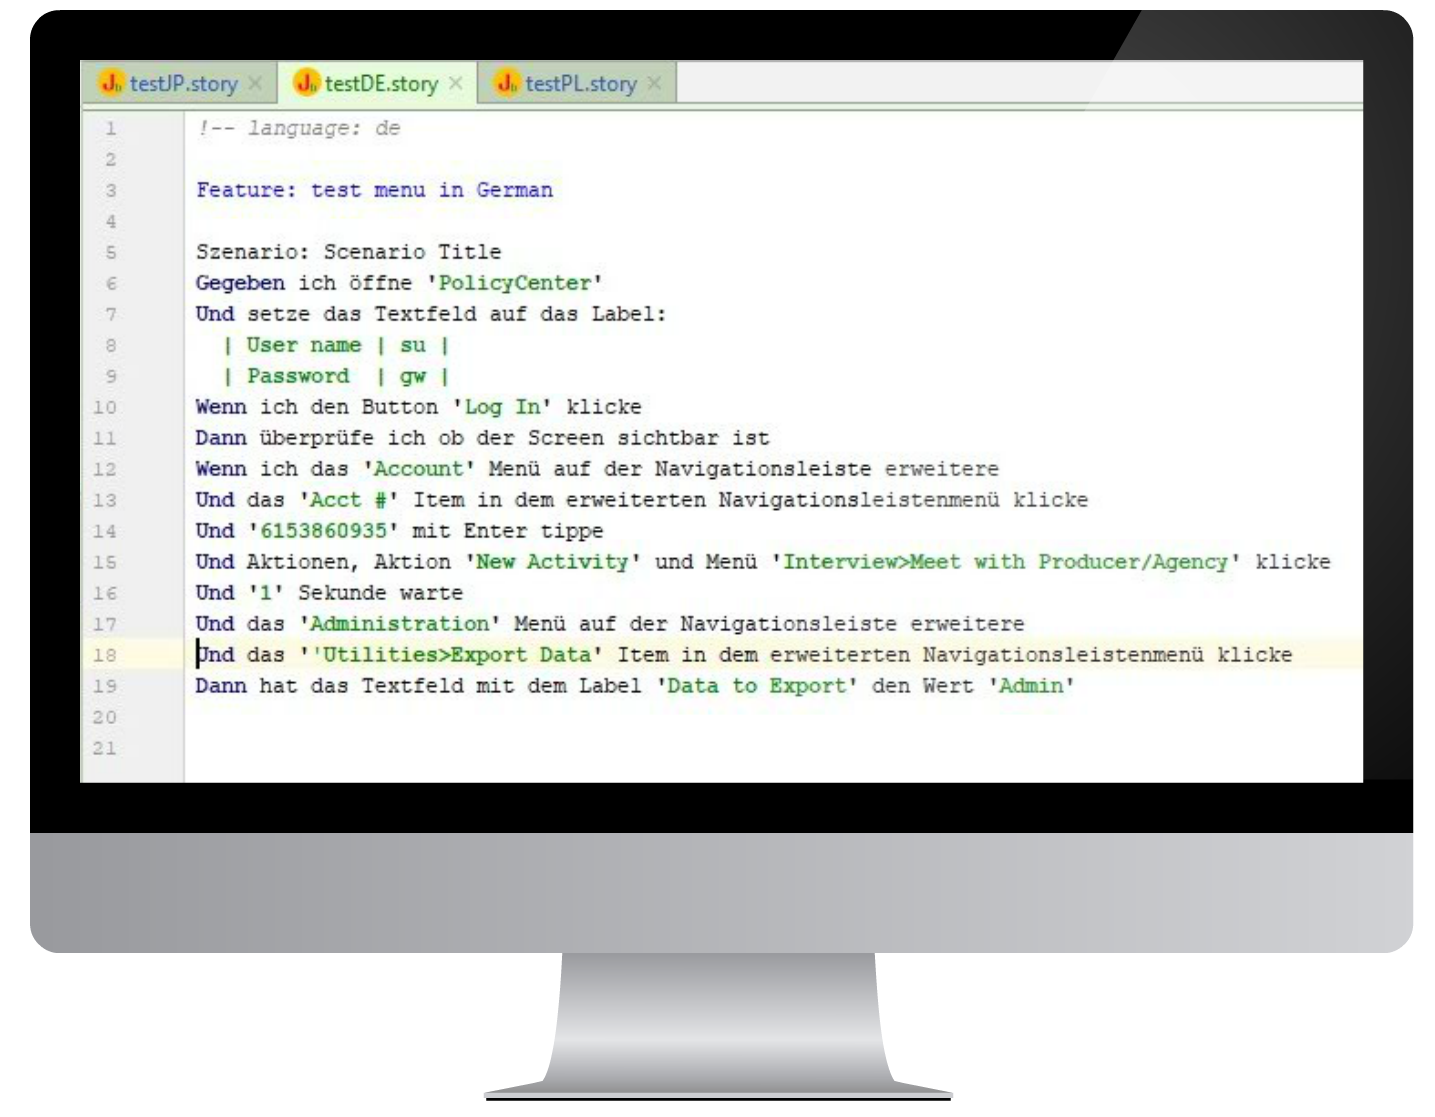 testJP.story × testDE.story × testPL.story ×
1 !-- language: de
2
3 Feature: test menu in German
4
5 Szenario: Scenario Title
6 Gegeben ich öffne 'PolicyCenter'
7 Und setze das Textfeld auf das Label:
8 | User name | su |
9 | Password | gw |
10 Wenn ich den Button 'Log In' klicke
11 Dann überprüfe ich ob der Screen sichtbar ist
12 Wenn ich das 'Account' Menü auf der Navigationsleiste erweitere
13 Und das 'Acct #' Item in dem erweiterten Navigationsleistenmenü klicke
14 Und '6153860935' mit Enter tippe
15 Und Aktionen, Aktion 'New Activity' und Menü 'Interview>Meet with Producer/Agency' klicke
16 Und '1' Sekunde warte
17 Und das 'Administration' Menü auf der Navigationsleiste erweitere
18 Und das ''Utilities>Export Data' Item in dem erweiterten Navigationsleistenmenü klicke
19 Dann hat das Textfeld mit dem Label 'Data to Export' den Wert 'Admin'
20
21